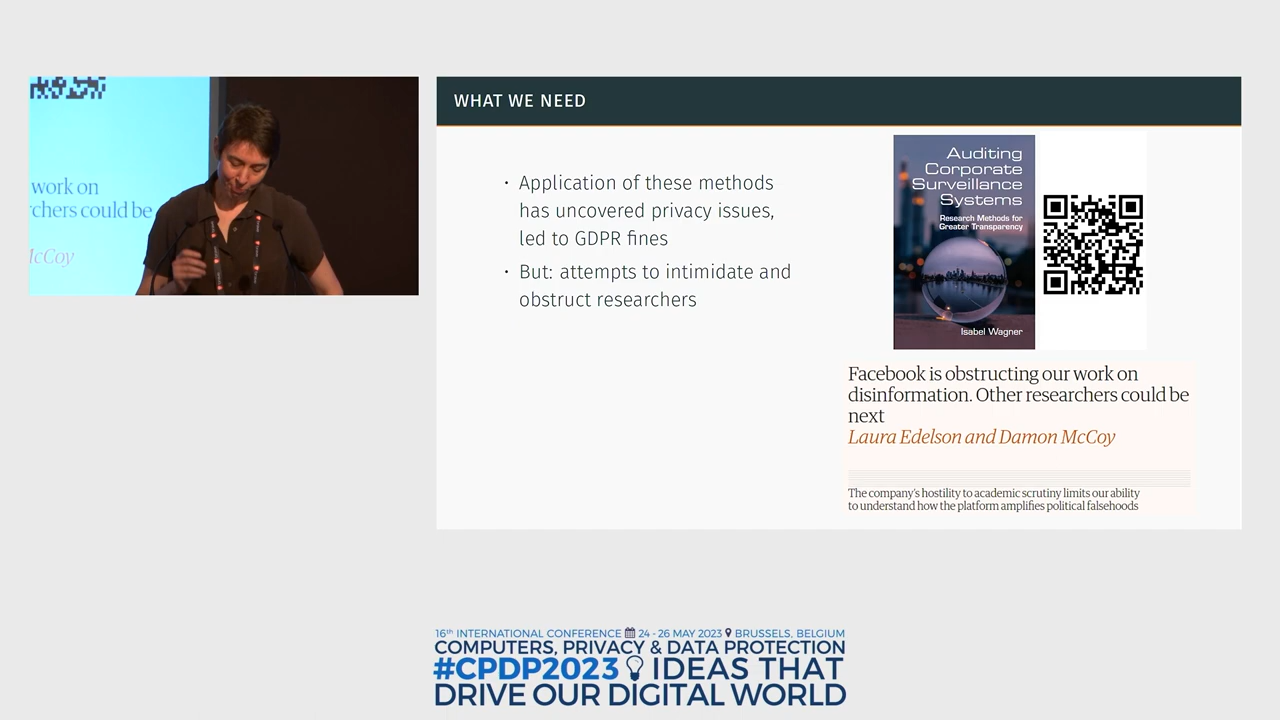 work on
rchers could be
McCoy
WHAT WE NEED
· Application of these methods
has uncovered privacy issues,
led to GDPR fines
· But: attempts to intimidate and
obstruct researchers
Auditing
Corporate
Surveillance
Systems
Research Methods for
Greater Transparency
Isabel Wagner
Facebook is obstructing our work on
disinformation. Other researchers could be
next
Laura Edelson and Damon McCoy
The company's hostility to academic scrutiny limits our ability
to understand how the platform amplifies political falsehoods
16th INTERNATIONAL CONFERENCE 24 - 26 MAY 2023 BRUSSELS, BELGIUM
COMPUTERS, PRIVACY & DATA PROTECTION
#CPDP2023 IDEAS THAT
DRIVE OUR DIGITAL WORLD